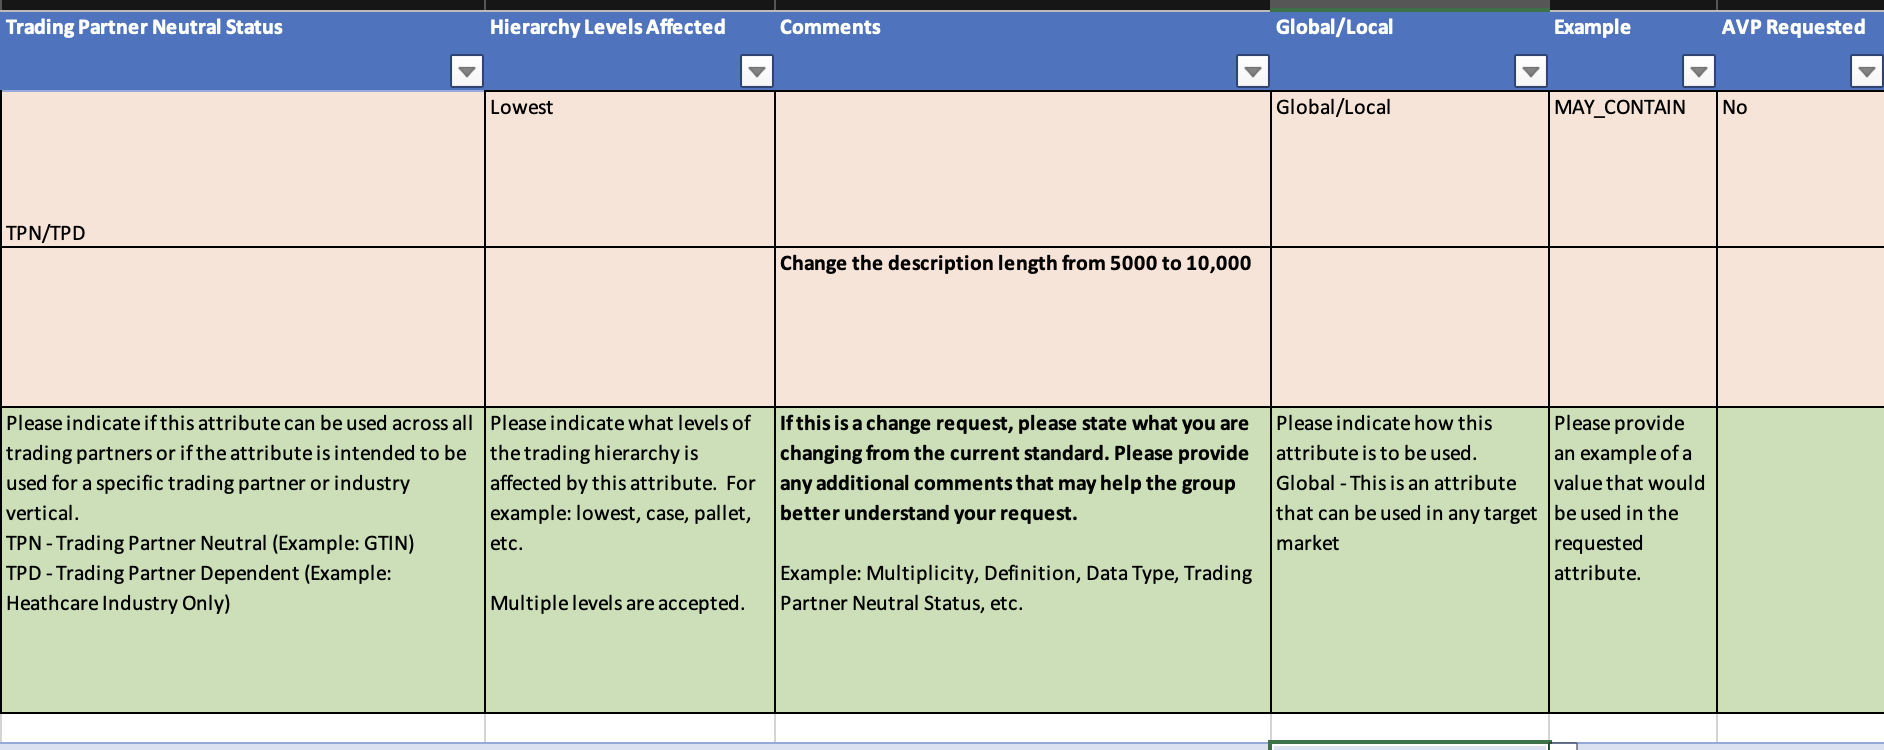 Trading Partner Neutral Status
Hierarchy Levels Affected
Comments
Global/Local
Example
AVP Requested
TPN/TPD
Lowest
Global/Local
MAY_CONTAIN
No
Change the description length from 5000 to 10,000
Please indicate if this attribute can be used across all
trading partners or if the attribute is intended to be
used for a specific trading partner or industry
vertical.
TPN - Trading Partner Neutral (Example: GTIN)
TPD - Trading Partner Dependent (Example:
Heathcare Industry Only)
Please indicate what levels of
the trading hierarchy is
affected by this attribute.  For
example: lowest, case, pallet,
etc.
Multiple levels are accepted.
If this is a change request, please state what you are
changing from the current standard. Please provide
any additional comments that may help the group
better understand your request.
Example: Multiplicity, Definition, Data Type, Trading
Partner Neutral Status, etc.
Please indicate how this
attribute is to be used.
Global - This is an attribute
that can be used in any target
market
Please provide
an example of a
value that would
be used in the
requested
attribute.